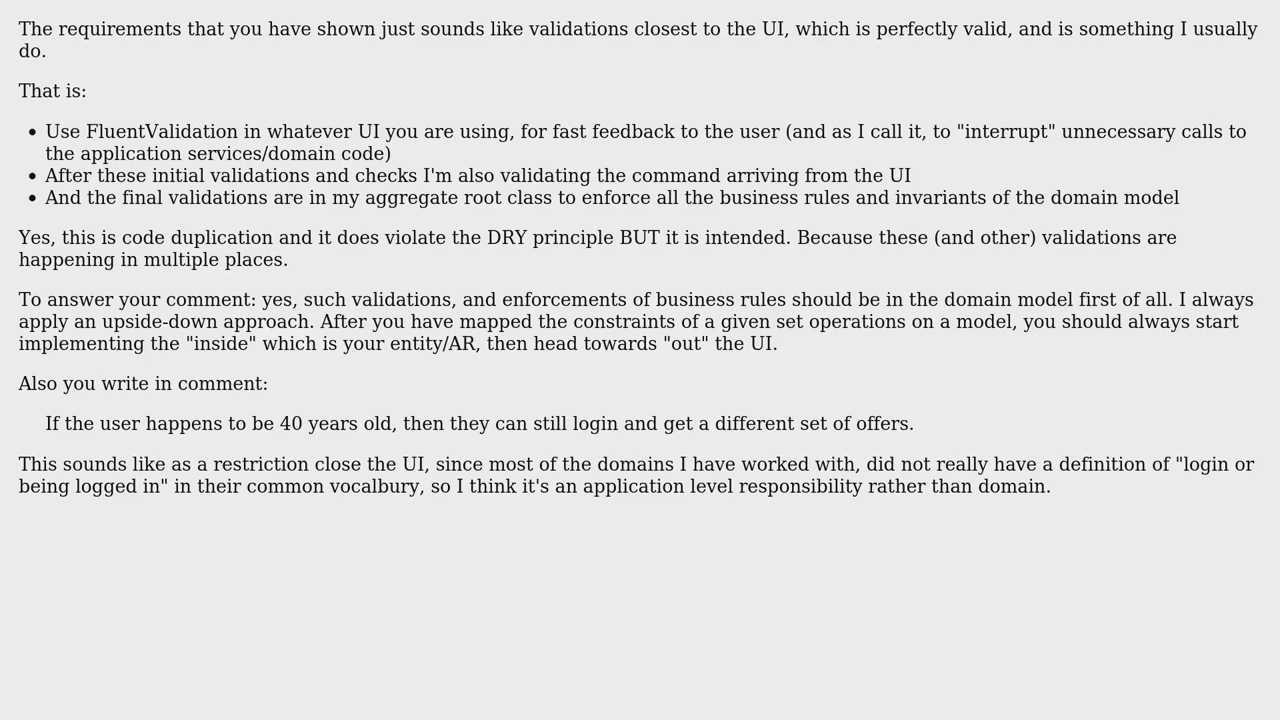 The requirements that you have shown just sounds like validations closest to the UI, which is perfectly valid, and is something I usually
do.
That is:
• Use FluentValidation in whatever UI you are using, for fast feedback to the user (and as I call it, to "interrupt" unnecessary calls to
the application services/domain code)
• After these initial validations and checks I'm also validating the command arriving from the UI
• And the final validations are in my aggregate root class to enforce all the business rules and invariants of the domain model
Yes, this is code duplication and it does violate the DRY principle BUT it is intended. Because these (and other) validations are
happening in multiple places.
To answer your comment: yes, such validations, and enforcements of business rules should be in the domain model first of all. I always
apply an upside-down approach. After you have mapped the constraints of a given set operations on a model, you should always start
implementing the "inside" which is your entity/AR, then head towards "out" the UI.
Also you write in comment:
If the user happens to be 40 years old, then they can still login and get a different set of offers.
This sounds like as a restriction close the UI, since most of the domains I have worked with, did not really have a definition of "login or
being logged in" in their common vocalbury, so I think it's an application level responsibility rather than domain.